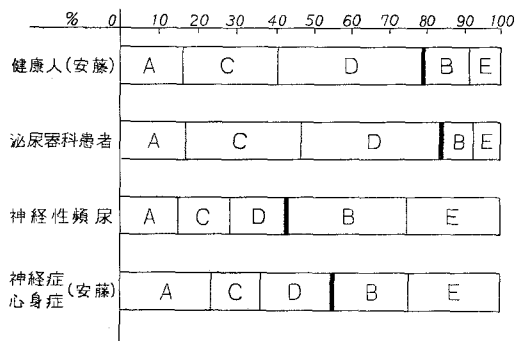 % 0 10 20 30 40 50 60 70 80 90 100
健康人(安藤) A C D B E
泌尿器科患者 A C D B E
神経性頻尿 A C D B E
神経症
心身症(安藤) A C D B E